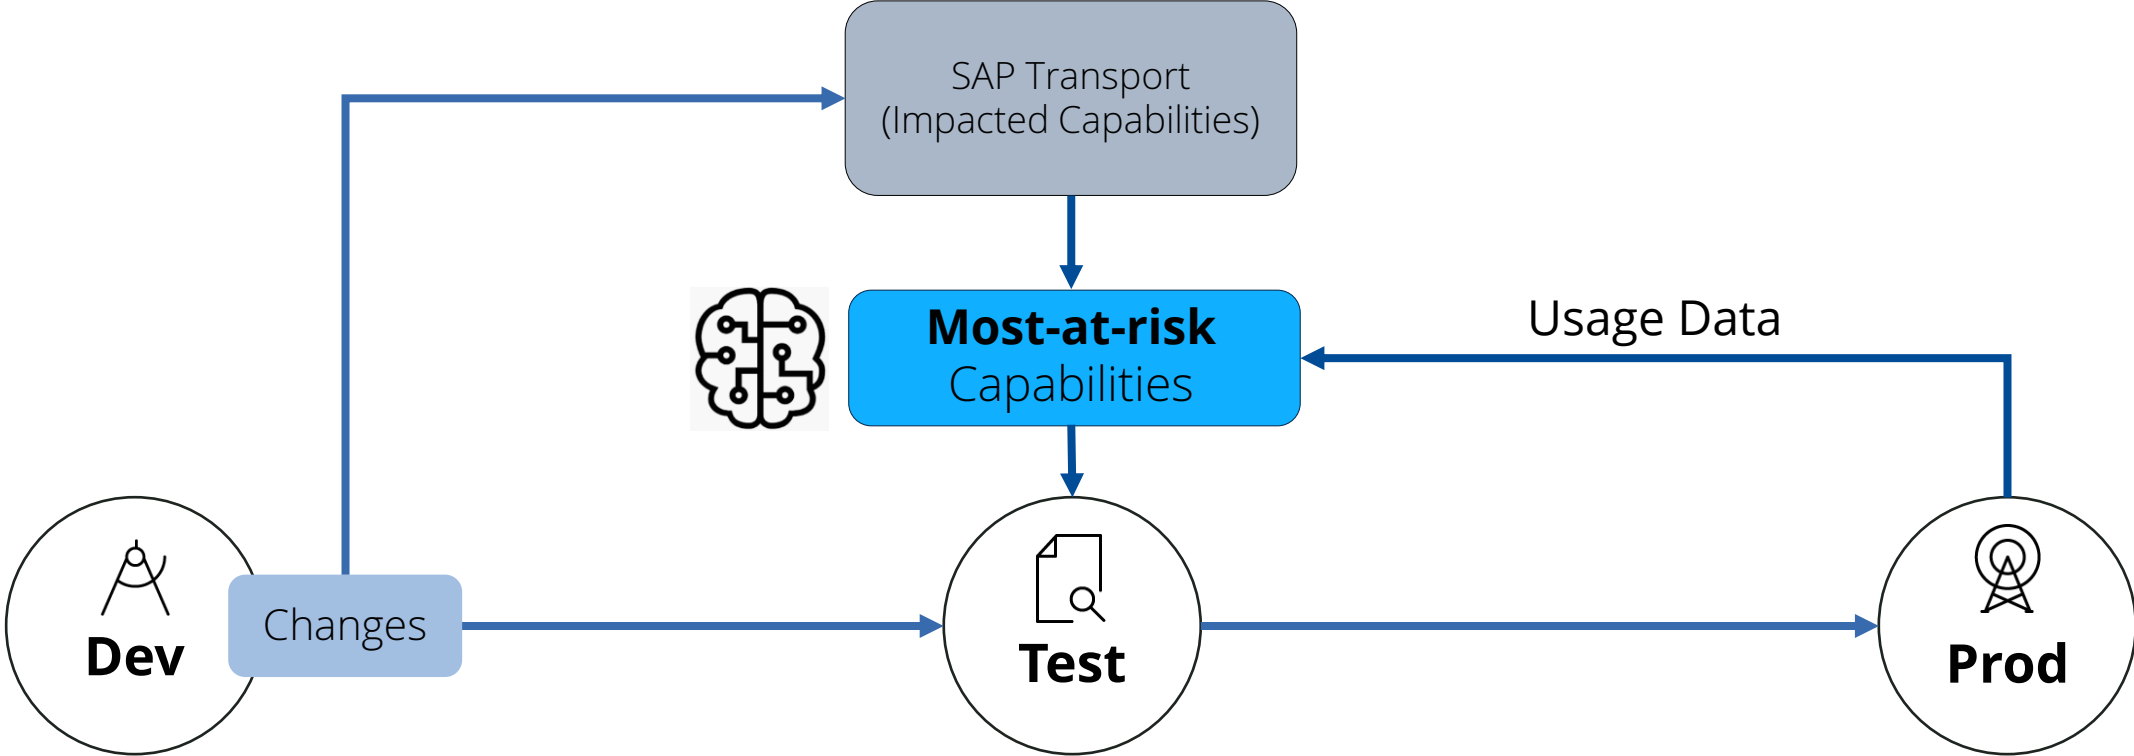 SAP Transport
(Impacted Capabilities)
Most-at-risk
Capabilities
Usage Data
Changes
Dev
Test
Prod